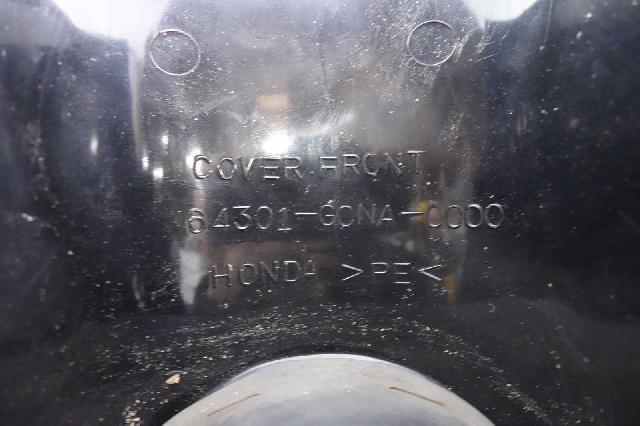 COVER, FRONT
64301-GCNA-0000
HONDA >PE<